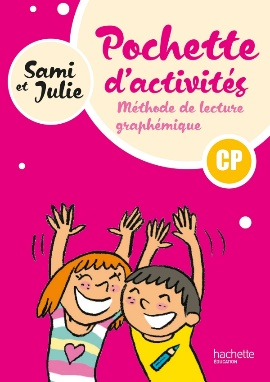 Sami
et
Julie
Pochette
d'activités
Méthode de lecture
graphémique
CP
hachette
ÉDUCATION